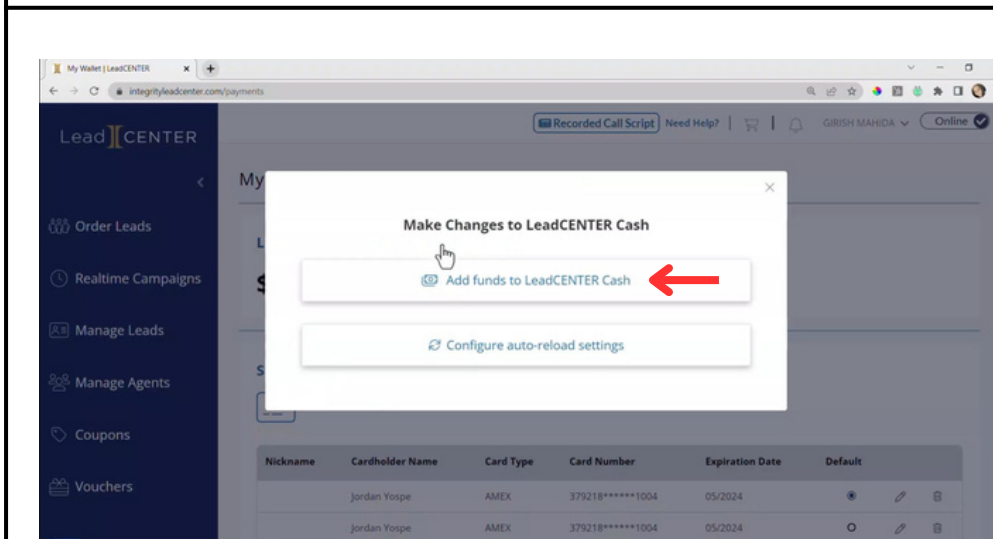 My Wallet | LeadCENTER
integrityleadcenter.com/payments
Lead CENTER
Recorded Call Script Need Help? GIRISH MAHIDA Online
My
Make Changes to LeadCENTER Cash
Order Leads
L
Add funds to LeadCENTER Cash
Realtime Campaigns
$
Manage Leads
Configure auto-reload settings
S
Manage Agents
Coupons
Nickname Cardholder Name Card Type Card Number Expiration Date Default
Vouchers
Jordan Yospe AMEX 379218******1004 05/2024
Jordan Yospe AMEX 379218******1004 05/2024